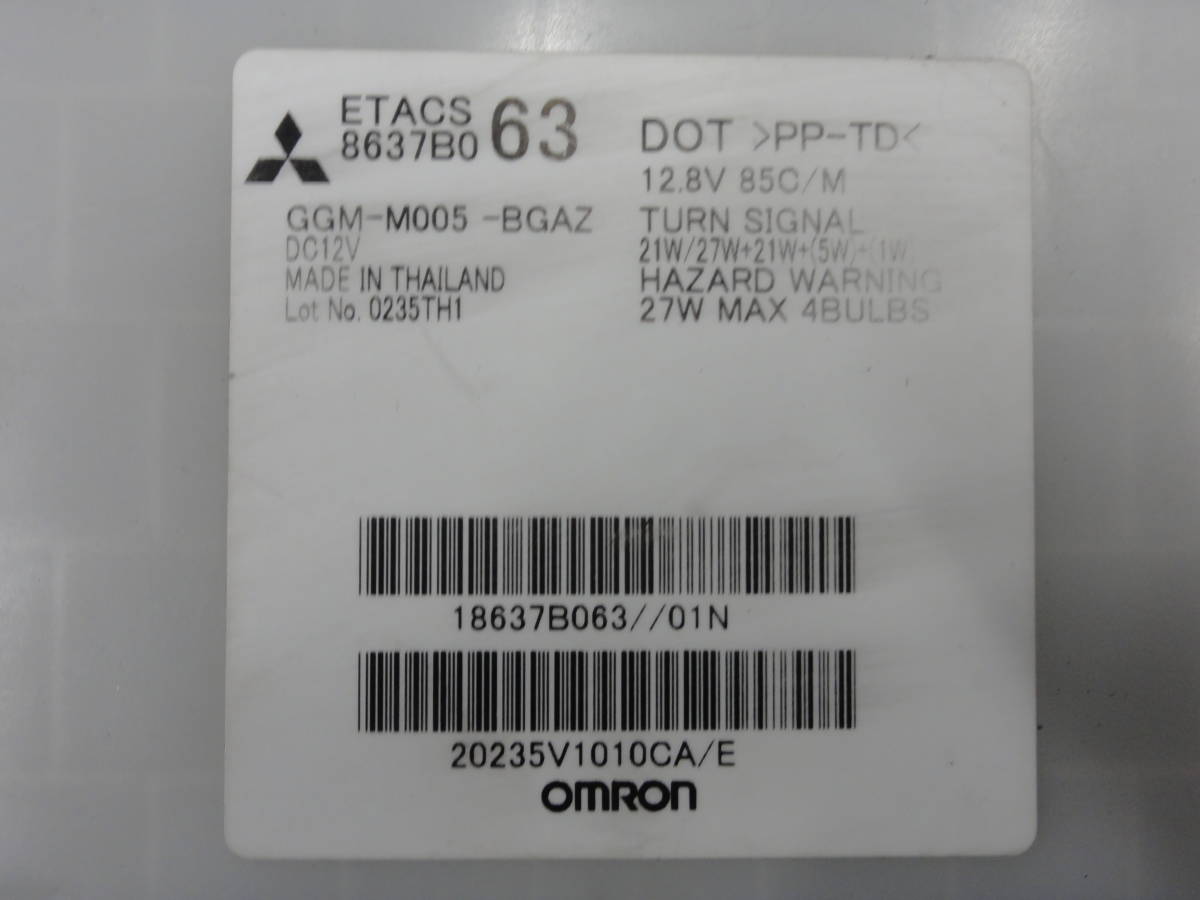 ETACS
8637B0 63
GGM-M005 -BGAZ
DC12V
MADE IN THAILAND
Lot No. 0235TH1
DOT >PP-TD<
12.8V 85C/M
TURN SIGNAL
21W/27W+21W+(5W)+(1W)
HAZARD WARNING
27W MAX 4BULBS
18637B063//01N
20235V1010CA/E
OMRON